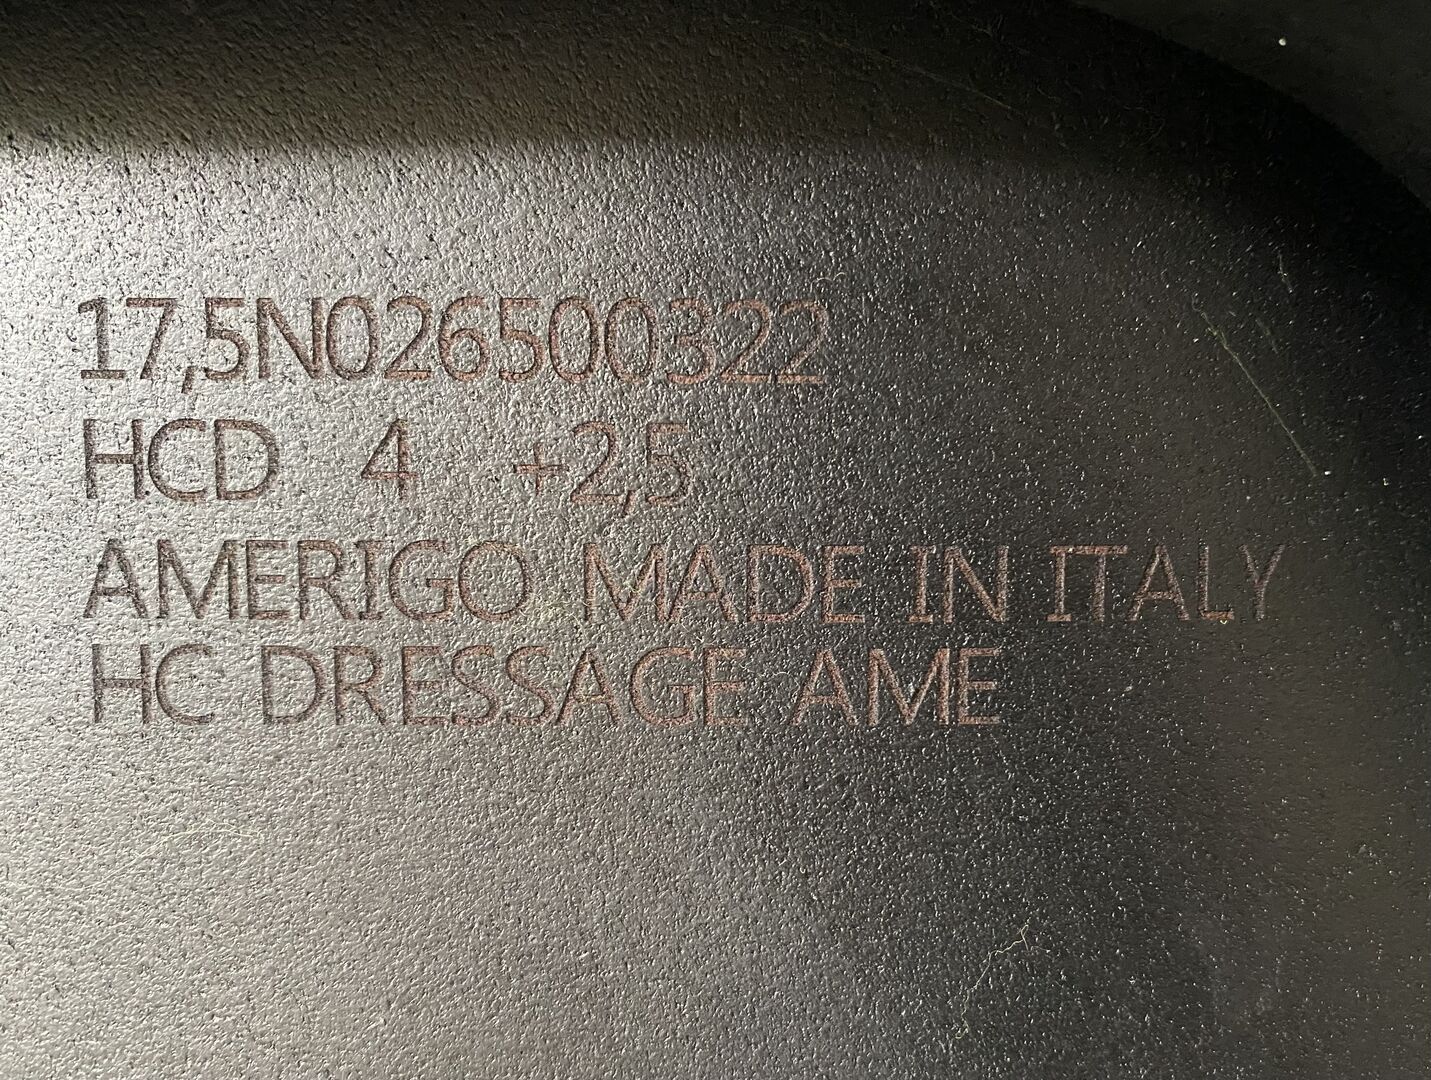 17,5N026500322
HCD 4 +2,5
AMERIGO MADE IN ITALY
HC DRESSAGE AME